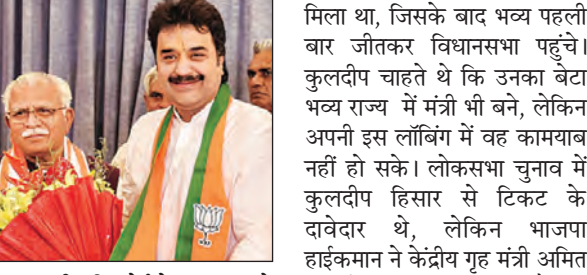 मिला था, जिसके बाद भव्य पहली
बार जीतकर विधानसभा पहुंचे।
कुलदीप चाहते थे कि उनका बेटा
भव्य राज्य में मंत्री भी बने, लेकिन
अपनी इस लॉबिंग में वह कामयाब
नहीं हो सके। लोकसभा चुनाव में
कुलदीप हिसार से टिकट के
दावेदार थे, लेकिन भाजपा
हाईकमान ने केंद्रीय गृह मंत्री अमित